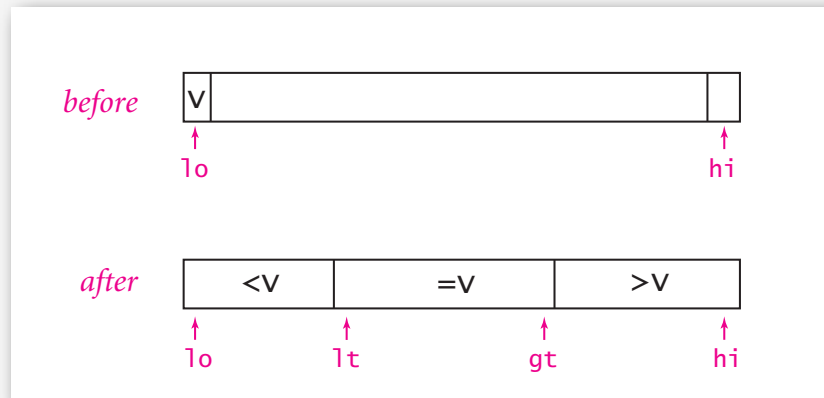 before
v
lo hi
after
<v =v >v
lo lt gt hi